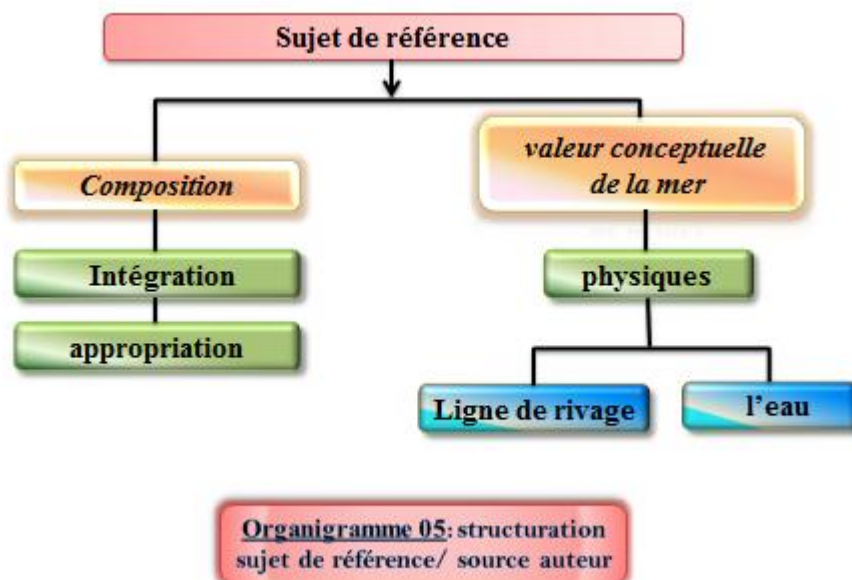 Sujet de référence
Composition
valeur conceptuelle
de la mer
Intégration
physiques
appropriation
Ligne de rivage
l'eau
Organigramme 05: structuration
sujet de référence/ source auteur